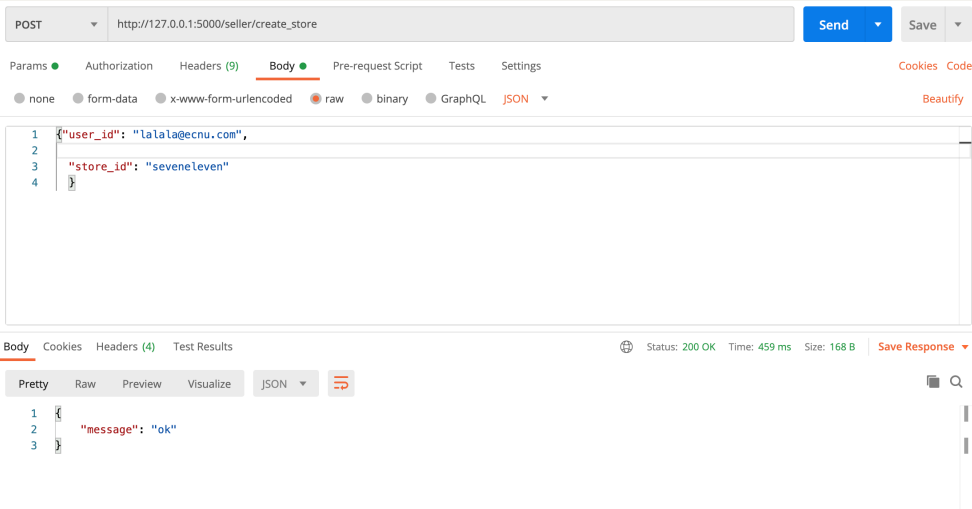 POST http://127.0.0.1:5000/seller/create_store Send Save
Params Authorization Headers (9) Body Pre-request Script Tests Settings Cookies Code
none form-data x-www-form-urlencoded raw binary GraphQL JSON Beautify
1 {"user_id": "lalala@ecnu.com",
2
3 "store_id": "seveneleven"
4 }
Body Cookies Headers (4) Test Results Status: 200 OK Time: 459 ms Size: 168 B Save Response
Pretty Raw Preview Visualize JSON
1 {
2 "message": "ok"
3 }